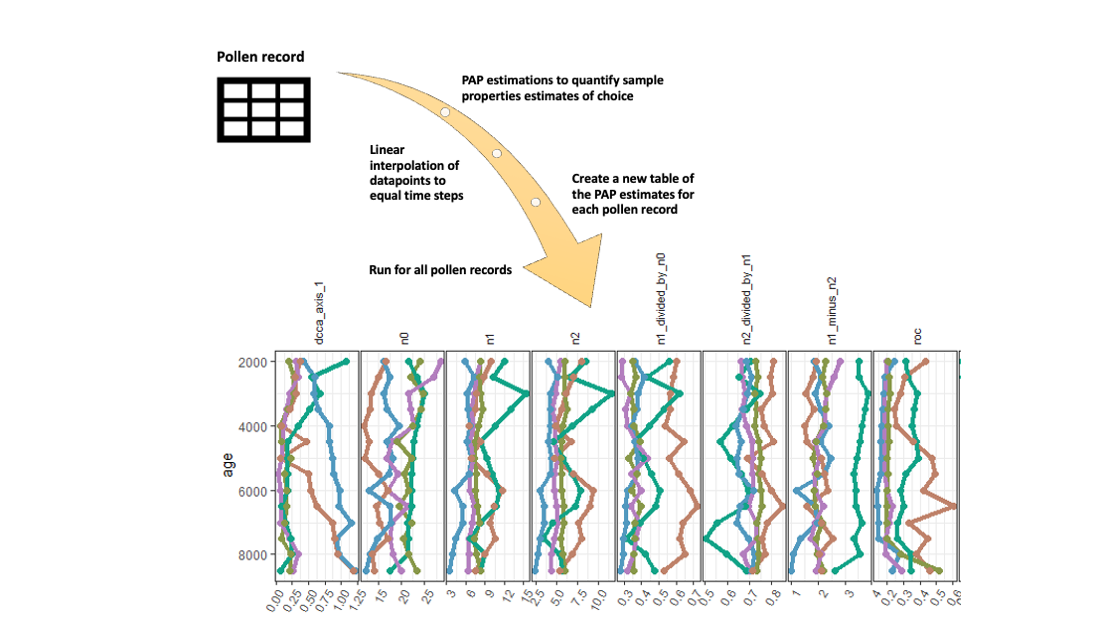 Pollen record
PAP estimations to quantify sample
properties estimates of choice
Linear
interpolation of
datapoints to
equal time steps
Create a new table of
the PAP estimates for
each pollen record
Run for all pollen records
dcca_axis_1
n0
n1
n2
n1_divided_by_n0
n2_divided_by_n1
n1_minus_n2
roc
age
2000
4000
6000
8000
0.00 0.25 0.50 0.75 1.00 1.25
15 20 25
3 6 9 12 15
2.5 5.0 7.5 10.0
0.3 0.4 0.5 0.6 0.7
0.5 0.6 0.7 0.8
1 2 3 4
0.2 0.3 0.4 0.5 0.6